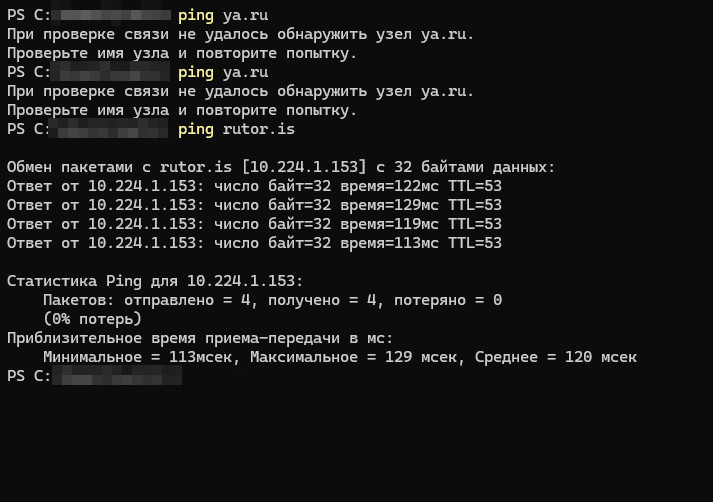 PS C: ping ya.ru
При проверке связи не удалось обнаружить узел ya.ru.
Проверьте имя узла и повторите попытку.
PS C: ping ya.ru
При проверке связи не удалось обнаружить узел ya.ru.
Проверьте имя узла и повторите попытку.
PS C: ping rutor.is
Обмен пакетами с rutor.is [10.224.1.153] с 32 байтами данных:
Ответ от 10.224.1.153: число байт=32 время=122мс TTL=53
Ответ от 10.224.1.153: число байт=32 время=129мс TTL=53
Ответ от 10.224.1.153: число байт=32 время=119мс TTL=53
Ответ от 10.224.1.153: число байт=32 время=113мс TTL=53
Статистика Ping для 10.224.1.153:
Пакетов: отправлено = 4, получено = 4, потеряно = 0
(0% потерь)
Приблизительное время приема-передачи в мс:
Минимальное = 113мсек, Максимальное = 129 мсек, Среднее = 120 мсек
PS C: